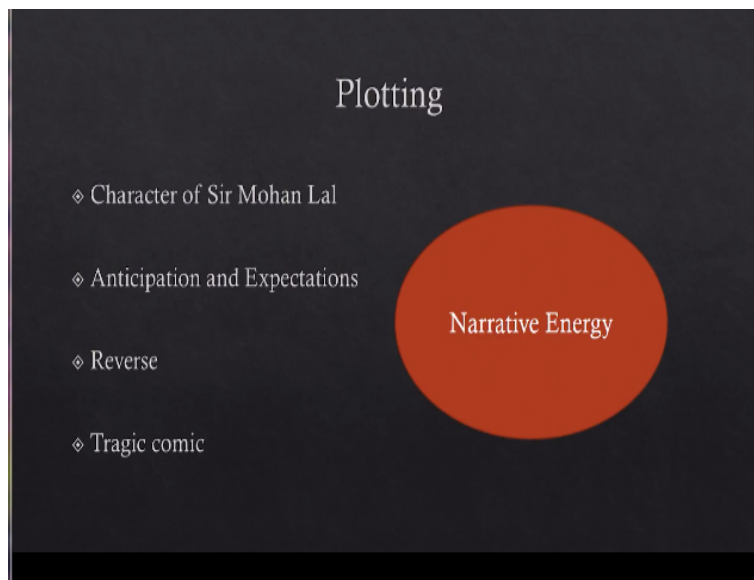 Plotting
Character of Sir Mohan Lal
Anticipation and Expectations
Reverse
Tragic comic
Narrative Energy